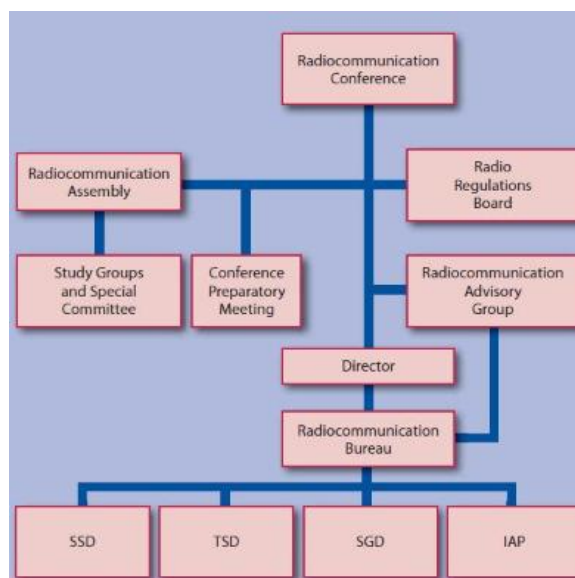 Radiocommunication
Conference
Radiocommunication
Assembly
Radio
Regulations
Board
Study Groups
and Special
Committee
Conference
Preparatory
Meeting
Radiocommunication
Advisory
Group
Director
Radiocommunication
Bureau
SSD
TSD
SGD
IAP